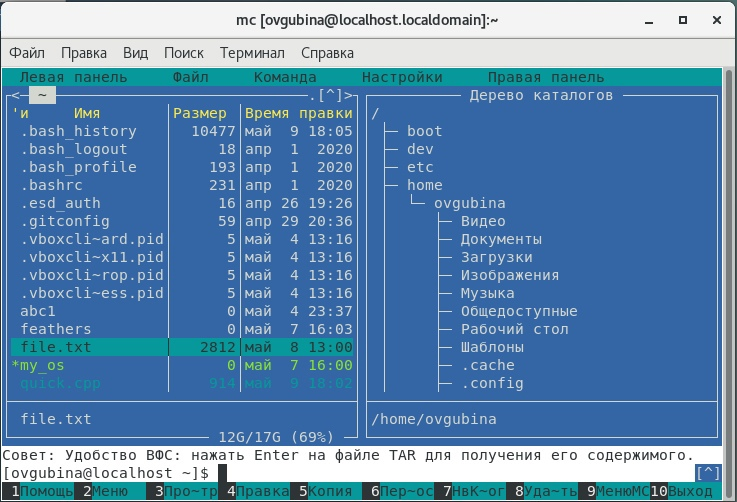 mc [ovgubina@localhost.localdomain]:~
Файл Правка Вид Поиск Терминал Справка
Левая панель Файл Команда Настройки Правая панель
<─ ~ .[^]> Дерево каталогов
'и Имя Размер Время правки /
.bash_history 10477 май 9 18:05 boot
.bash_logout 18 апр 1 2020 dev
.bash_profile 193 апр 1 2020 etc
.bashrc 231 апр 1 2020 home
.esd_auth 16 апр 26 19:26 ovgubina
.gitconfig 59 апр 29 20:36 Видео
.vboxcli~ard.pid 5 май 4 13:16 Документы
.vboxcli~x11.pid 5 май 4 13:16 Загрузки
.vboxcli~rop.pid 5 май 4 13:16 Изображения
.vboxcli~ess.pid 5 май 4 13:16 Музыка
abc1 0 май 4 23:37 Общедоступные
feathers 0 май 7 16:03 Рабочий стол
file.txt 2812 май 8 13:00 Шаблоны
*my_os 0 май 7 16:00 .cache
quick.cpp 914 май 9 18:02 .config
file.txt /home/ovgubina
12G/17G (69%)
Совет: Удобство ВФС: нажать Enter на файле TAR для получения его содержимого.
[ovgubina@localhost ~]$ [^]
1Помощь 2Меню 3Про~тр 4Правка 5Копия 6Пер~ос 7НвК~ог 8Уда~ть 9МенюMC 10Выход